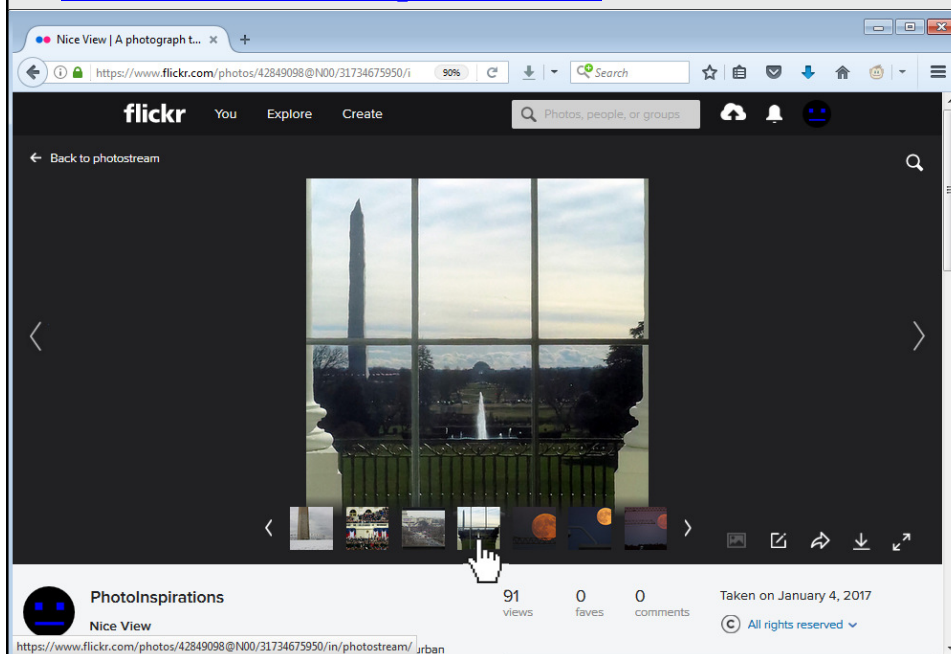 Nice View | A photograph t...
https://www.flickr.com/photos/42849098@N00/31734675950/i
90%
Search
flickr
You
Explore
Create
Photos, people, or groups
Back to photostream
PhotoInspirations
Nice View
91
views
0
faves
0
comments
Taken on January 4, 2017
All rights reserved
https://www.flickr.com/photos/42849098@N00/31734675950/in/photostream/
urban